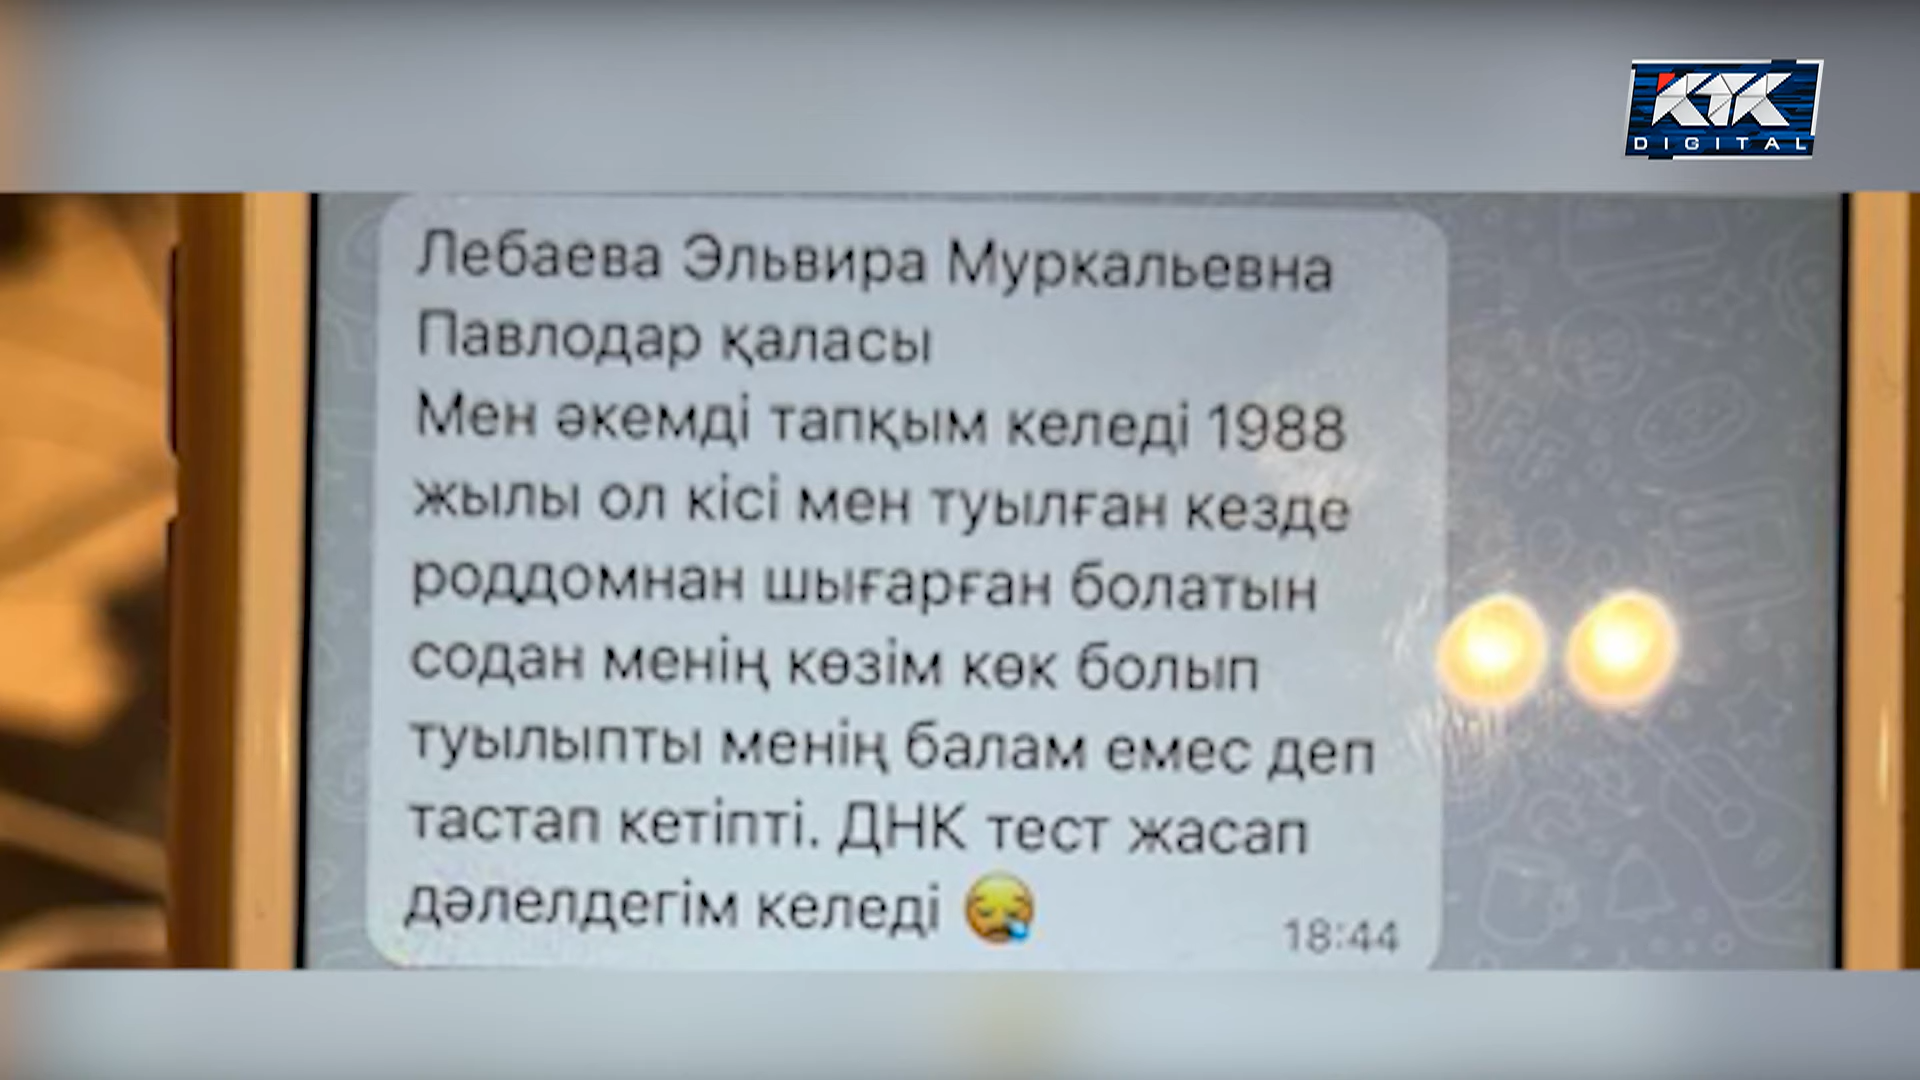 КТК
DIGITAL
Лебаева Эльвира Муркальевна
Павлодар қаласы
Мен әкемді тапқым келеді 1988
жылы ол кісі мен туылған кезде
роддомнан шығарған болатын
содан менің көзім көк болып
туылыпты менің балам емес деп
тастап кетіпті. ДНК тест жасап
дәлелдегім келеді 😪
18:44